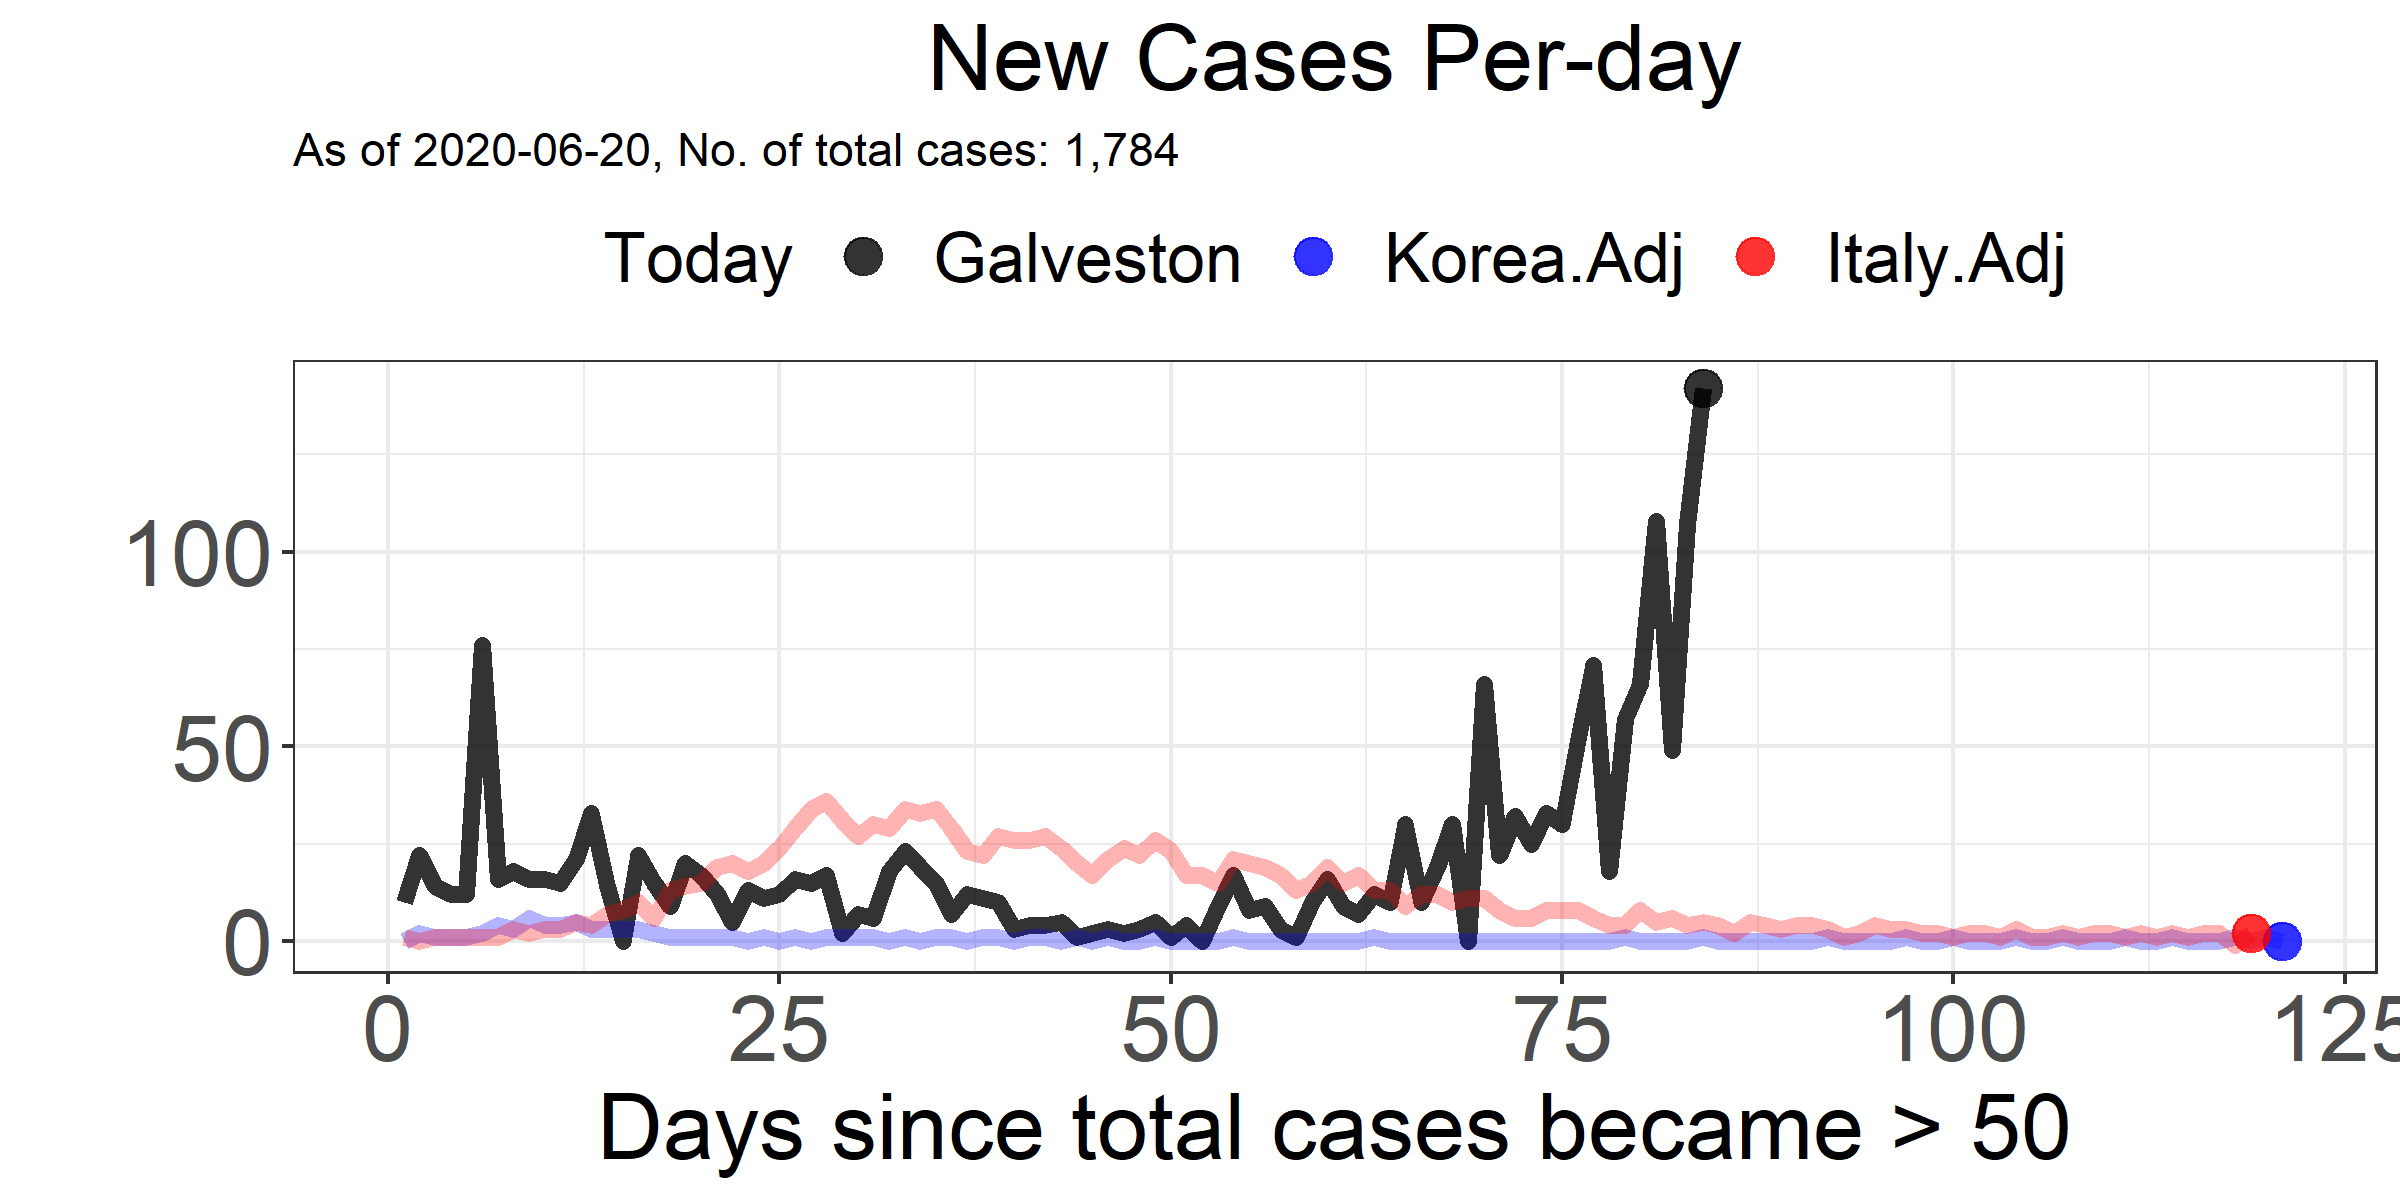 New Cases Per-day
As of 2020-06-20, No. of total cases: 1,784
Today Galveston Korea.Adj Italy.Adj
100
50
0
0 25 50 75 100 125
Days since total cases became > 50